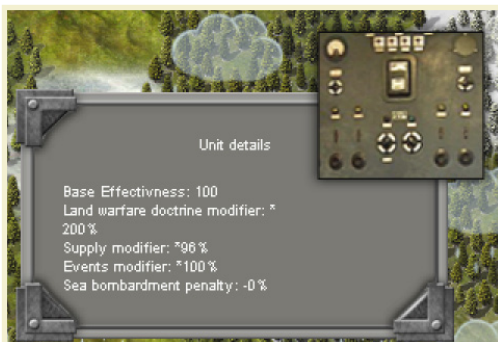 Unit details
Base Effectivness: 100
Land warfare doctrine modifier: *
200%
Supply modifier: *96%
Events modifier: *100%
Sea bombardment penalty: -0%